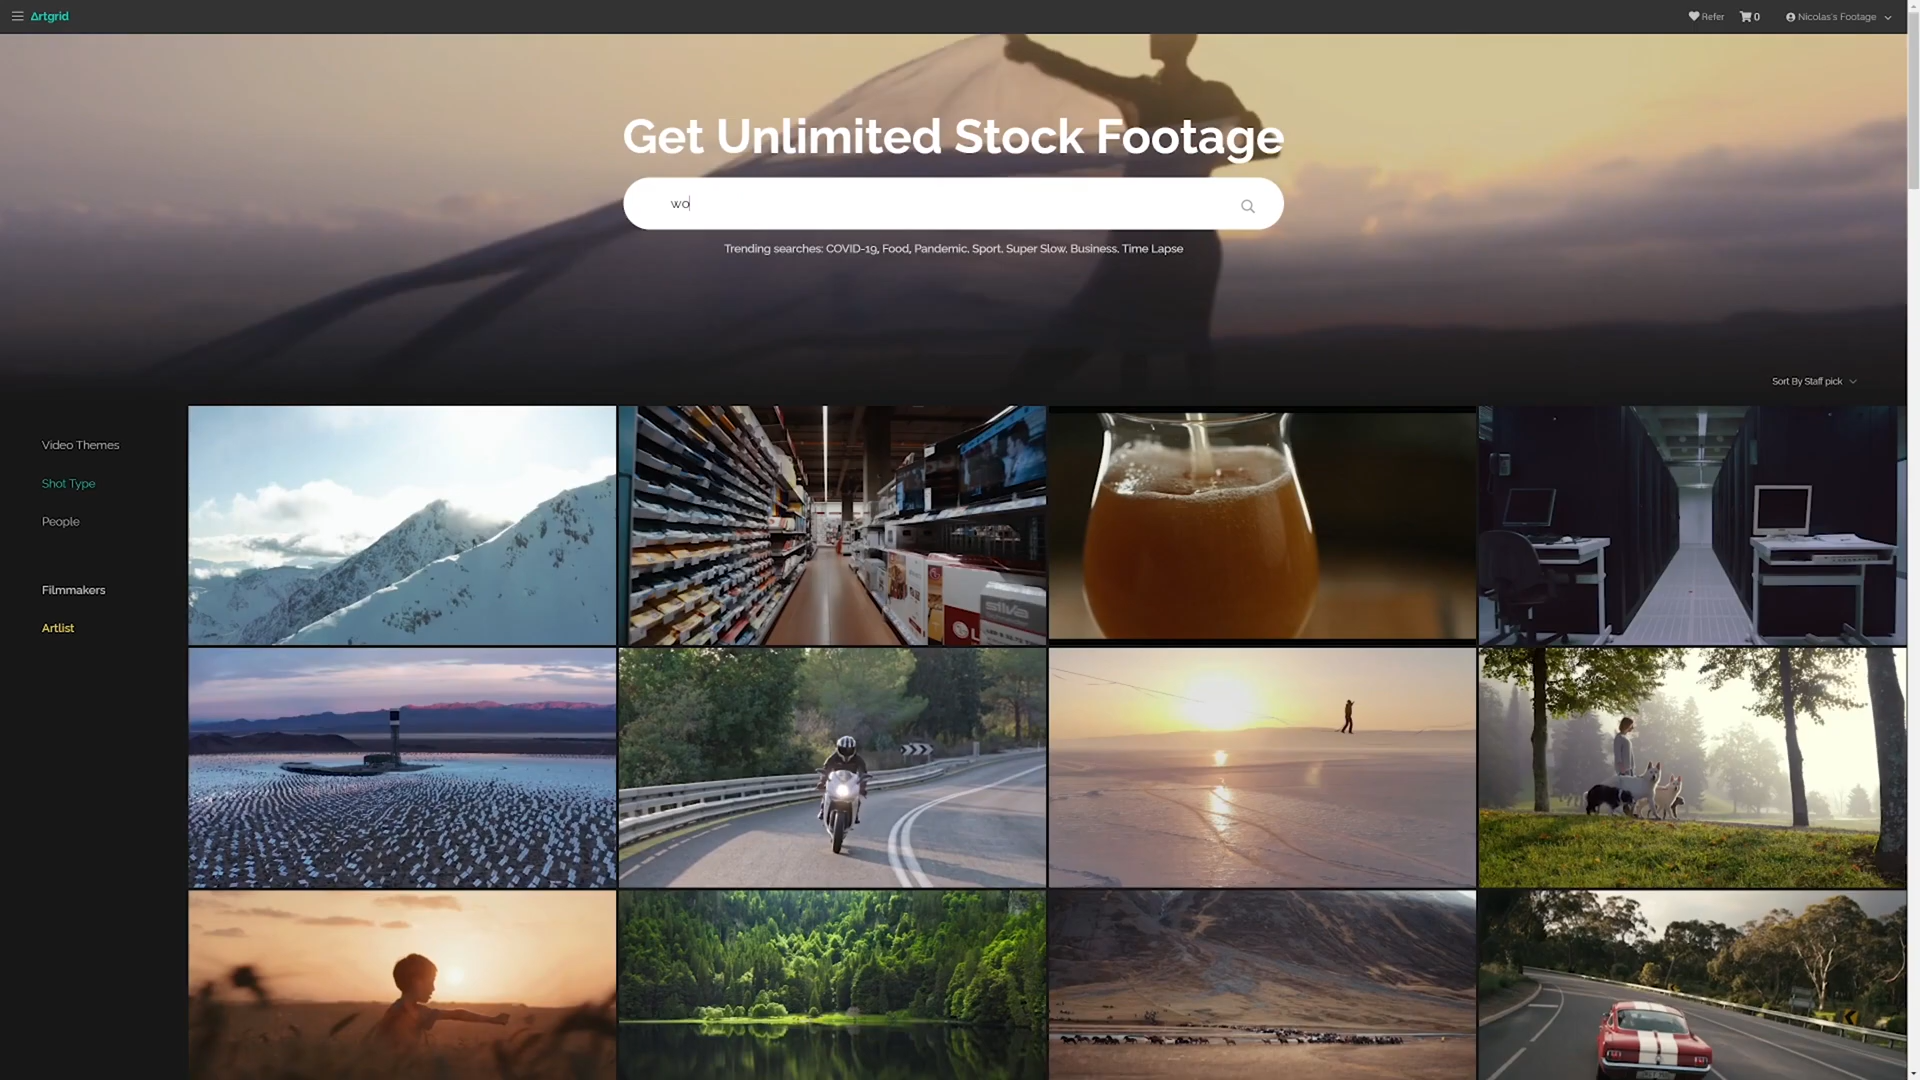 Artgrid
Refer
0
Nicolas's Footage
Get Unlimited Stock Footage
wo
Trending searches: COVID-19, Food, Pandemic, Sport, Super Slow, Business, Time Lapse
Sort By Staff pick
Video Themes
Shot Type
People
Filmmakers
Artlist